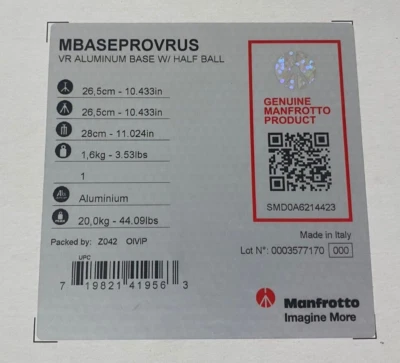 MBASEPROVRUS
VR ALUMINUM BASE W/ HALF BALL
26,5cm - 10.433in
26,5cm - 10.433in
28cm - 11.024in
1,6kg - 3.53lbs
1
Aluminium
20,0kg - 44.09lbs
GENUINE
MANFROTTO
PRODUCT
SMD0A6214423
Packed by: Z042 OIVIP
Made in Italy
Lot N°: 0003577170 000
UPC
7 19821 41956 3
Manfrotto
Imagine More